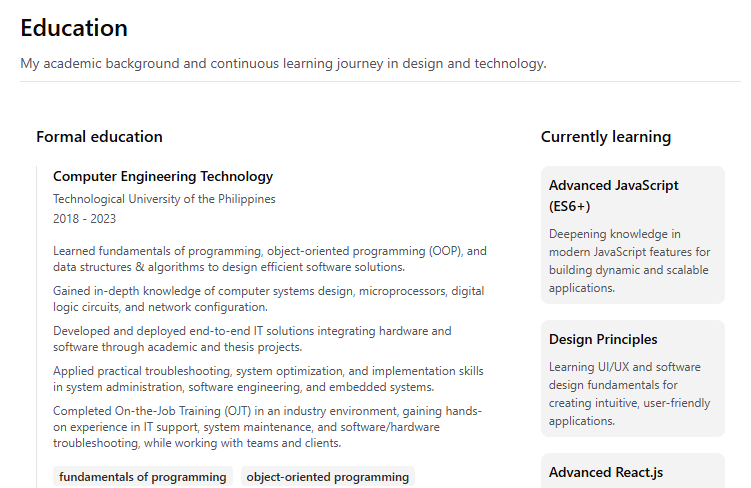 Education
My academic background and continuous learning journey in design and technology.
Formal education
Computer Engineering Technology
Technological University of the Philippines
2018 - 2023
Learned fundamentals of programming, object-oriented programming (OOP), and
data structures & algorithms to design efficient software solutions.
Gained in-depth knowledge of computer systems design, microprocessors, digital
logic circuits, and network configuration.
Developed and deployed end-to-end IT solutions integrating hardware and
software through academic and thesis projects.
Applied practical troubleshooting, system optimization, and implementation skills
in system administration, software engineering, and embedded systems.
Completed On-the-Job Training (OJT) in an industry environment, gaining hands-
on experience in IT support, system maintenance, and software/hardware
troubleshooting, while working with teams and clients.
fundamentals of programming
object-oriented programming
Currently learning
Advanced JavaScript
(ES6+)
Deepening knowledge in
modern JavaScript features for
building dynamic and scalable
applications.
Design Principles
Learning UI/UX and software
design fundamentals for
creating intuitive, user-friendly
applications.
Advanced React.js